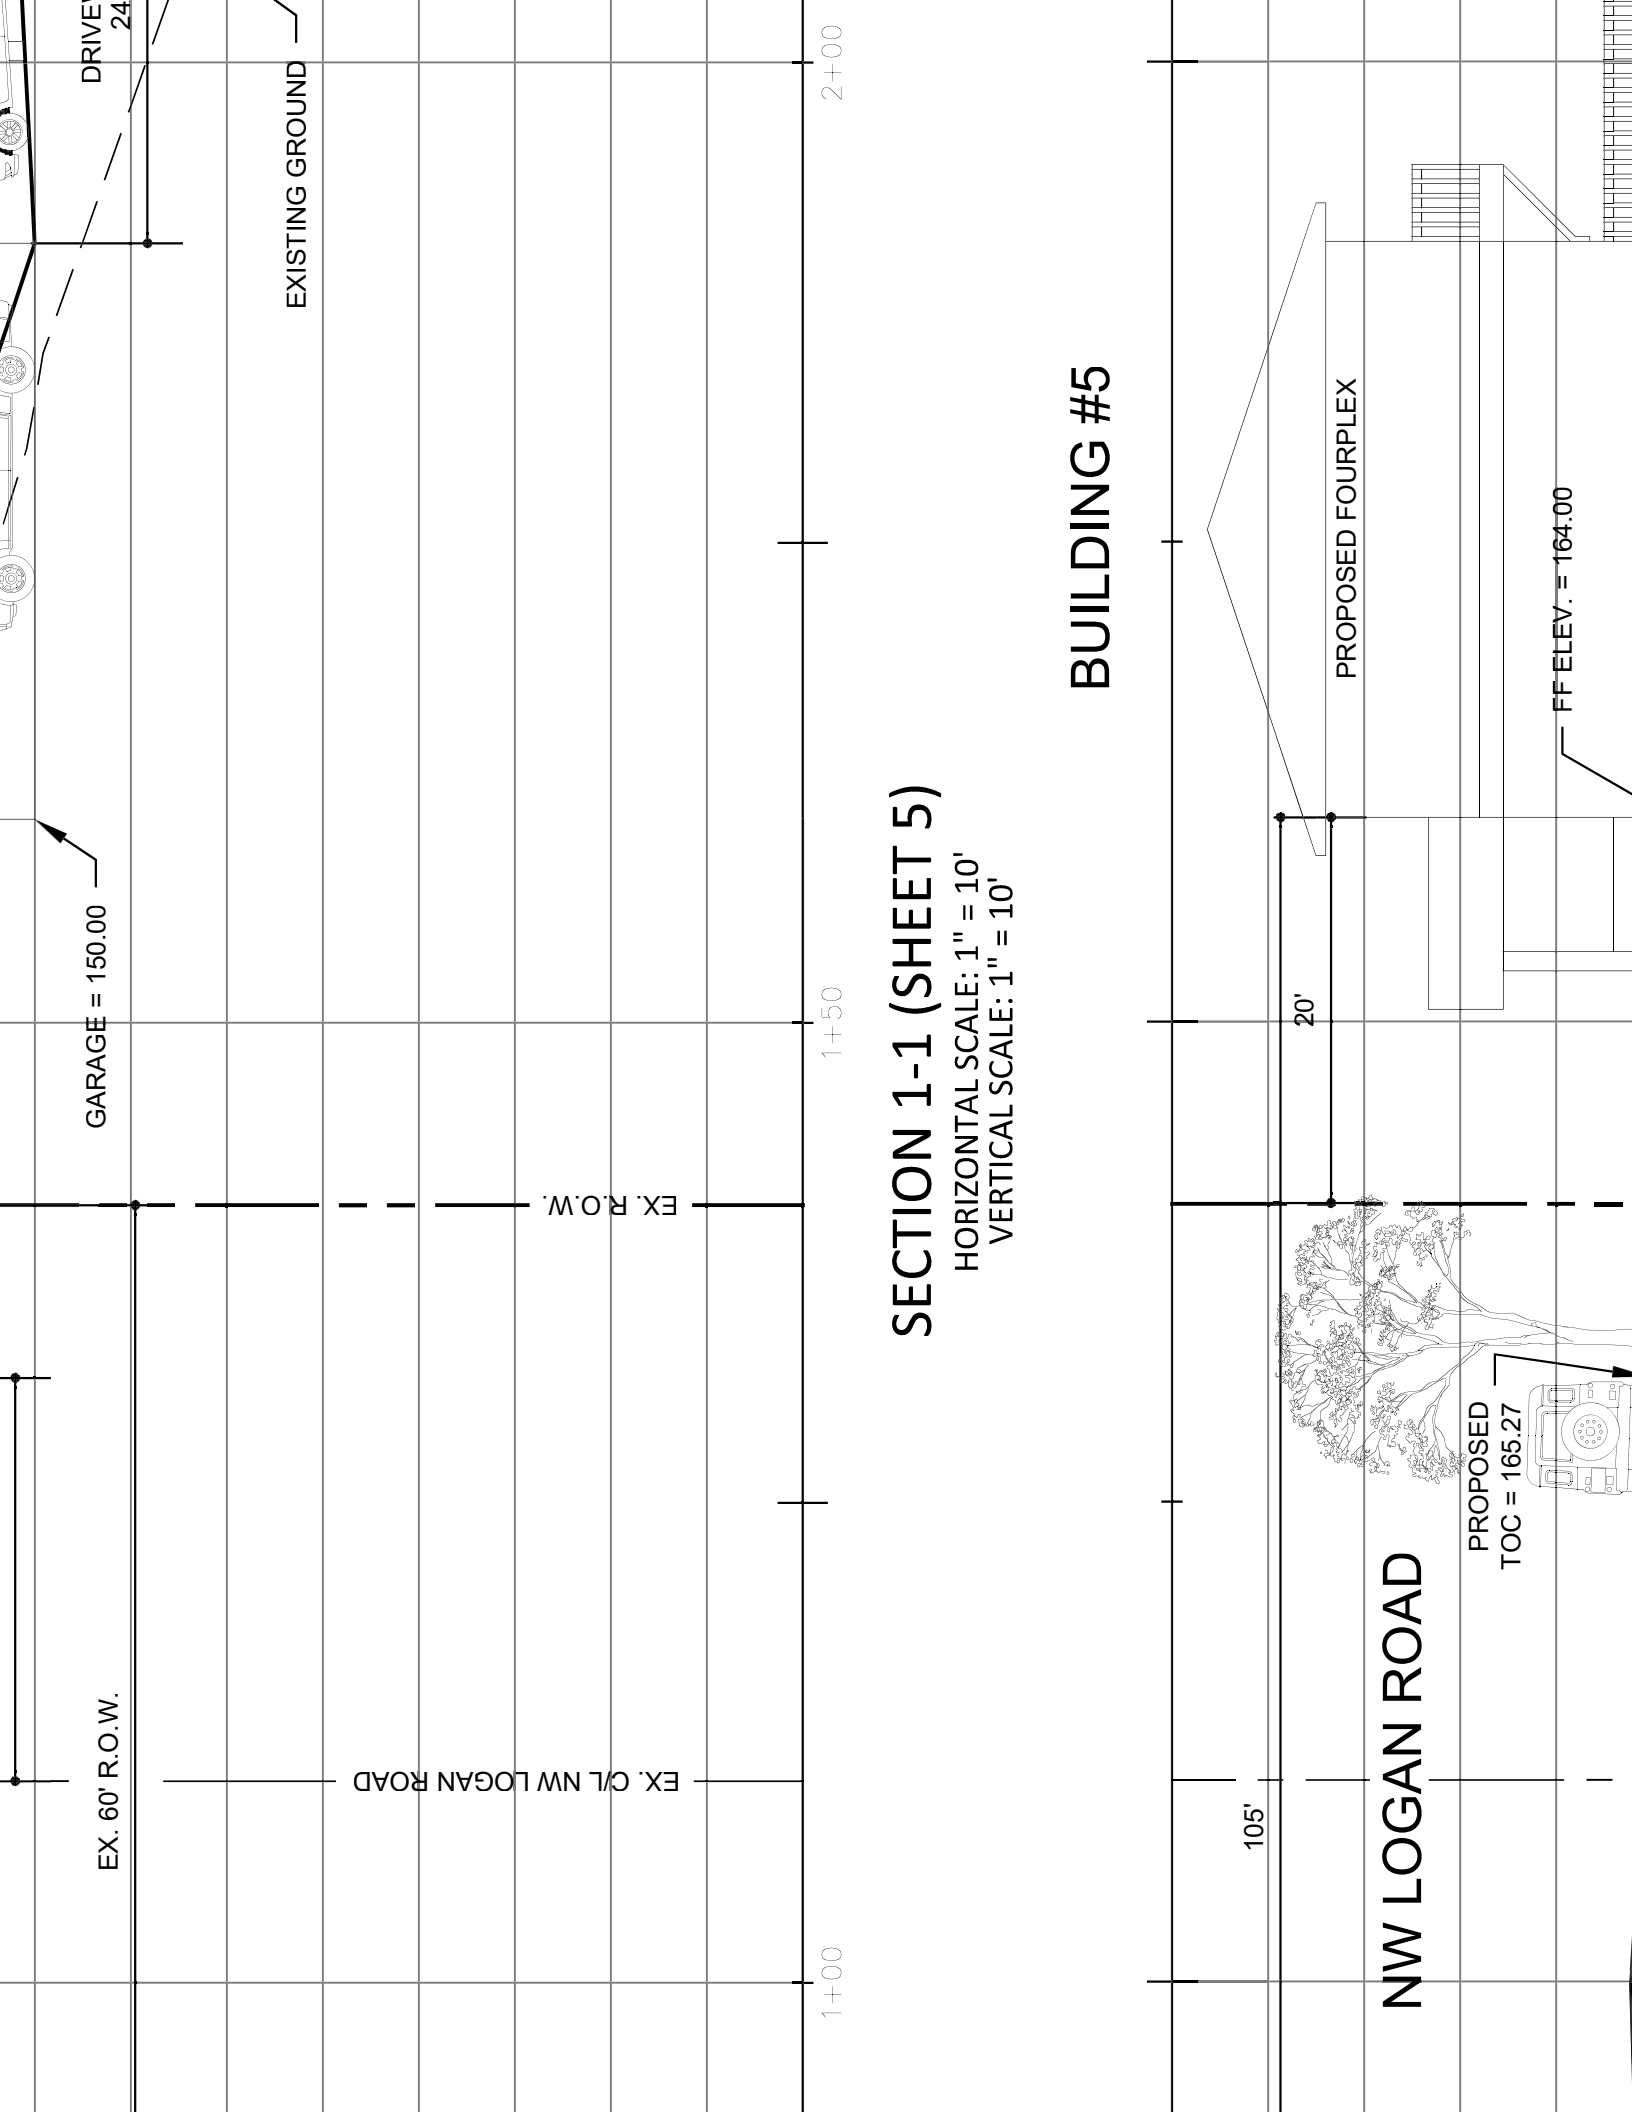 DRIVE
24
EXISTING GROUND
2+00
GARAGE = 150.00
1+50
EX. R.O.W.
EX. 60' R.O.W.
EX. C/L NW LOGAN ROAD
1+00
SECTION 1-1 (SHEET 5)
HORIZONTAL SCALE: 1" = 10'
VERTICAL SCALE: 1" = 10'
BUILDING #5
PROPOSED FOURPLEX
FF ELEV. = 164.00
20'
105'
PROPOSED
TOC = 165.27
NW LOGAN ROAD